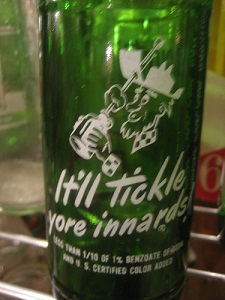 It'll tickle
yore innards!
LESS THAN 1/10 OF 1% BENZOATE OF SODA
AND U.S. CERTIFIED COLOR ADDED